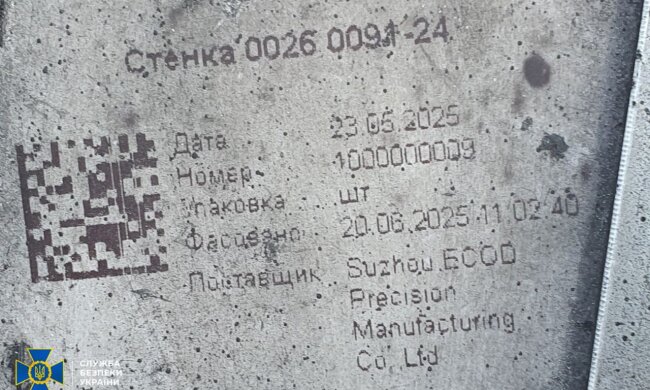 Стенка 0026 0091-24
Дата 23.05.2025
Номер 1000000009
Упаковка шт
Фасовано 20.06.2025 11 02 40
Поставщик Suzhou ECOD
Precision
Manufacturing
Co, Ltd
СЛУЖБА
БЕЗПЕКИ
УКРАЇНИ